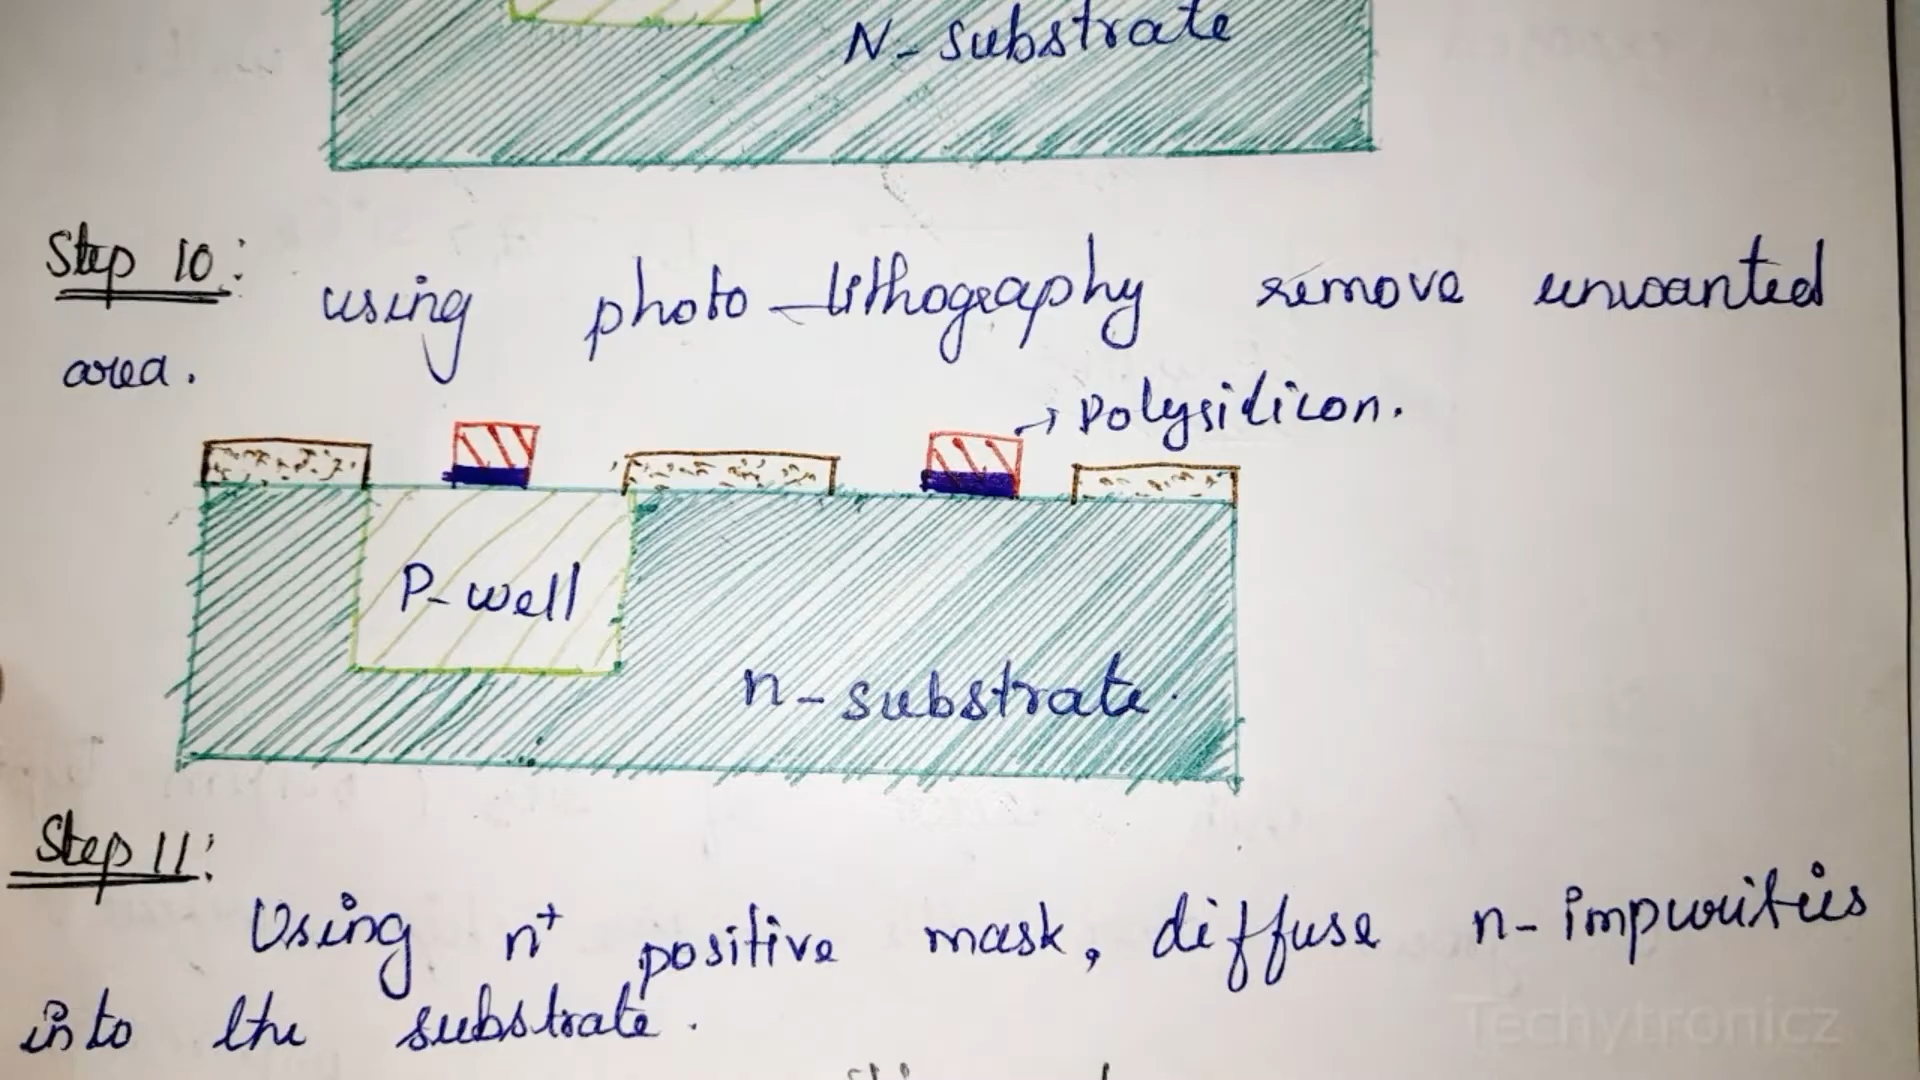 N- substrate
Step 10: using photo-lithography remove unwanted
area.
→ Polysilicon.
P-well
n-substrate.
Step 11:
Using n+ positive mask, diffuse n-impurities
into the substrate.
Techytronicz